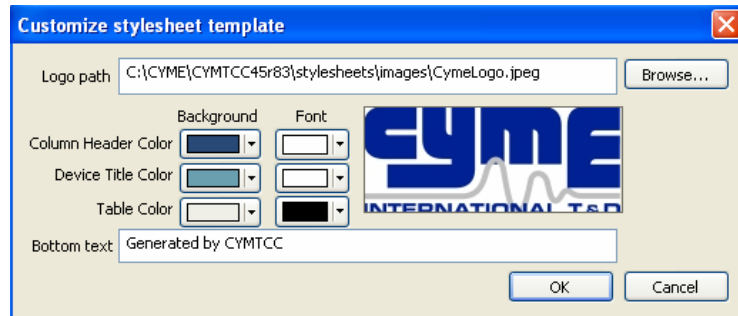 Customize stylesheet template
Logo path C:\CYME\CYMTCC45r83\stylesheets\images\CymeLogo.jpeg Browse...
Background Font
Column Header Color
Device Title Color
Table Color
CYME
INTERNATIONAL T&D
Bottom text Generated by CYMTCC
OK Cancel